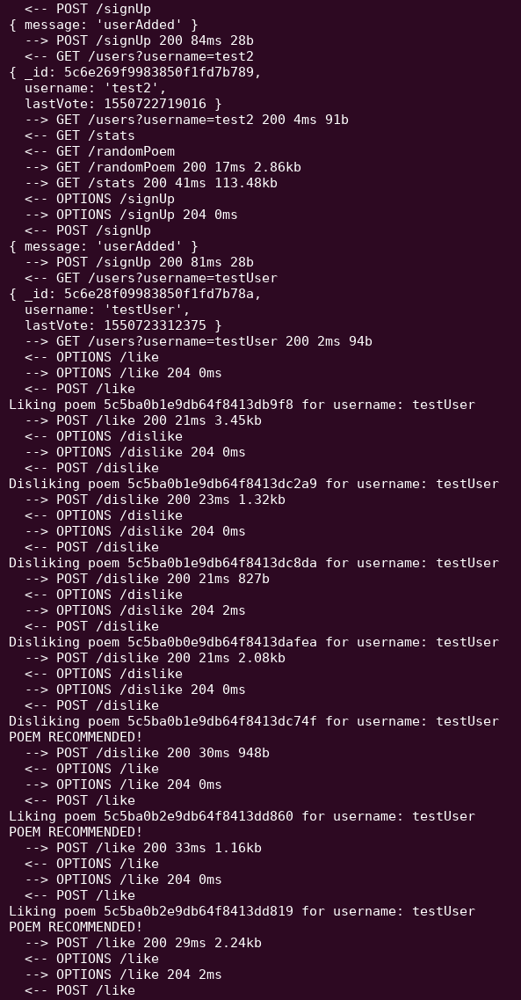 <-- POST /signUp
{ message: 'userAdded' }
--> POST /signUp 200 84ms 28b
<-- GET /users?username=test2
{ _id: 5c6e269f9983850f1fd7b789,
username: 'test2',
lastVote: 1550722719016 }
--> GET /users?username=test2 200 4ms 91b
<-- GET /stats
<-- GET /randomPoem
--> GET /randomPoem 200 17ms 2.86kb
--> GET /stats 200 41ms 113.48kb
<-- OPTIONS /signUp
--> OPTIONS /signUp 204 0ms
<-- POST /signUp
{ message: 'userAdded' }
--> POST /signUp 200 81ms 28b
<-- GET /users?username=testUser
{ _id: 5c6e28f09983850f1fd7b78a,
username: 'testUser',
lastVote: 1550723312375 }
--> GET /users?username=testUser 200 2ms 94b
<-- OPTIONS /like
--> OPTIONS /like 204 0ms
<-- POST /like
Liking poem 5c5ba0b1e9db64f8413db9f8 for username: testUser
--> POST /like 200 21ms 3.45kb
<-- OPTIONS /dislike
--> OPTIONS /dislike 204 0ms
<-- POST /dislike
Disliking poem 5c5ba0b1e9db64f8413dc2a9 for username: testUser
--> POST /dislike 200 23ms 1.32kb
<-- OPTIONS /dislike
--> OPTIONS /dislike 204 0ms
<-- POST /dislike
Disliking poem 5c5ba0b1e9db64f8413dc8da for username: testUser
--> POST /dislike 200 21ms 827b
<-- OPTIONS /dislike
--> OPTIONS /dislike 204 2ms
<-- POST /dislike
Disliking poem 5c5ba0b0e9db64f8413dafea for username: testUser
--> POST /dislike 200 21ms 2.08kb
<-- OPTIONS /dislike
--> OPTIONS /dislike 204 0ms
<-- POST /dislike
Disliking poem 5c5ba0b1e9db64f8413dc74f for username: testUser
POEM RECOMMENDED!
--> POST /dislike 200 30ms 948b
<-- OPTIONS /like
--> OPTIONS /like 204 0ms
<-- POST /like
Liking poem 5c5ba0b2e9db64f8413dd860 for username: testUser
POEM RECOMMENDED!
--> POST /like 200 33ms 1.16kb
<-- OPTIONS /like
--> OPTIONS /like 204 0ms
<-- POST /like
Liking poem 5c5ba0b2e9db64f8413dd819 for username: testUser
POEM RECOMMENDED!
--> POST /like 200 29ms 2.24kb
<-- OPTIONS /like
--> OPTIONS /like 204 2ms
<-- POST /like